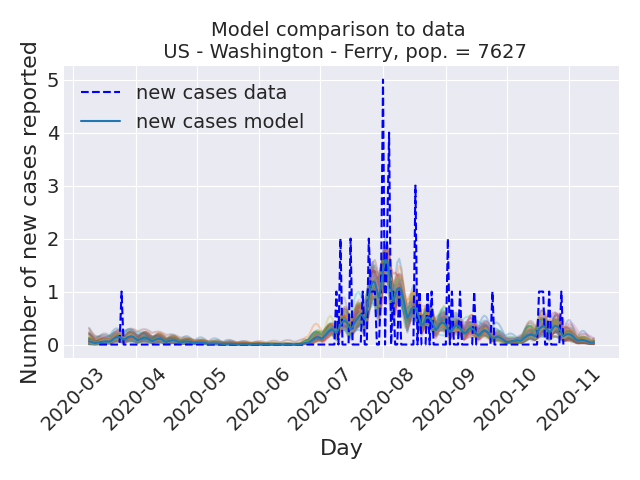 Model comparison to data
US - Washington - Ferry, pop. = 7627
Number of new cases reported
5
4
3
2
1
0
new cases data
new cases model
2020-03
2020-04
2020-05
2020-06
2020-07
2020-08
2020-09
2020-10
2020-11
Day